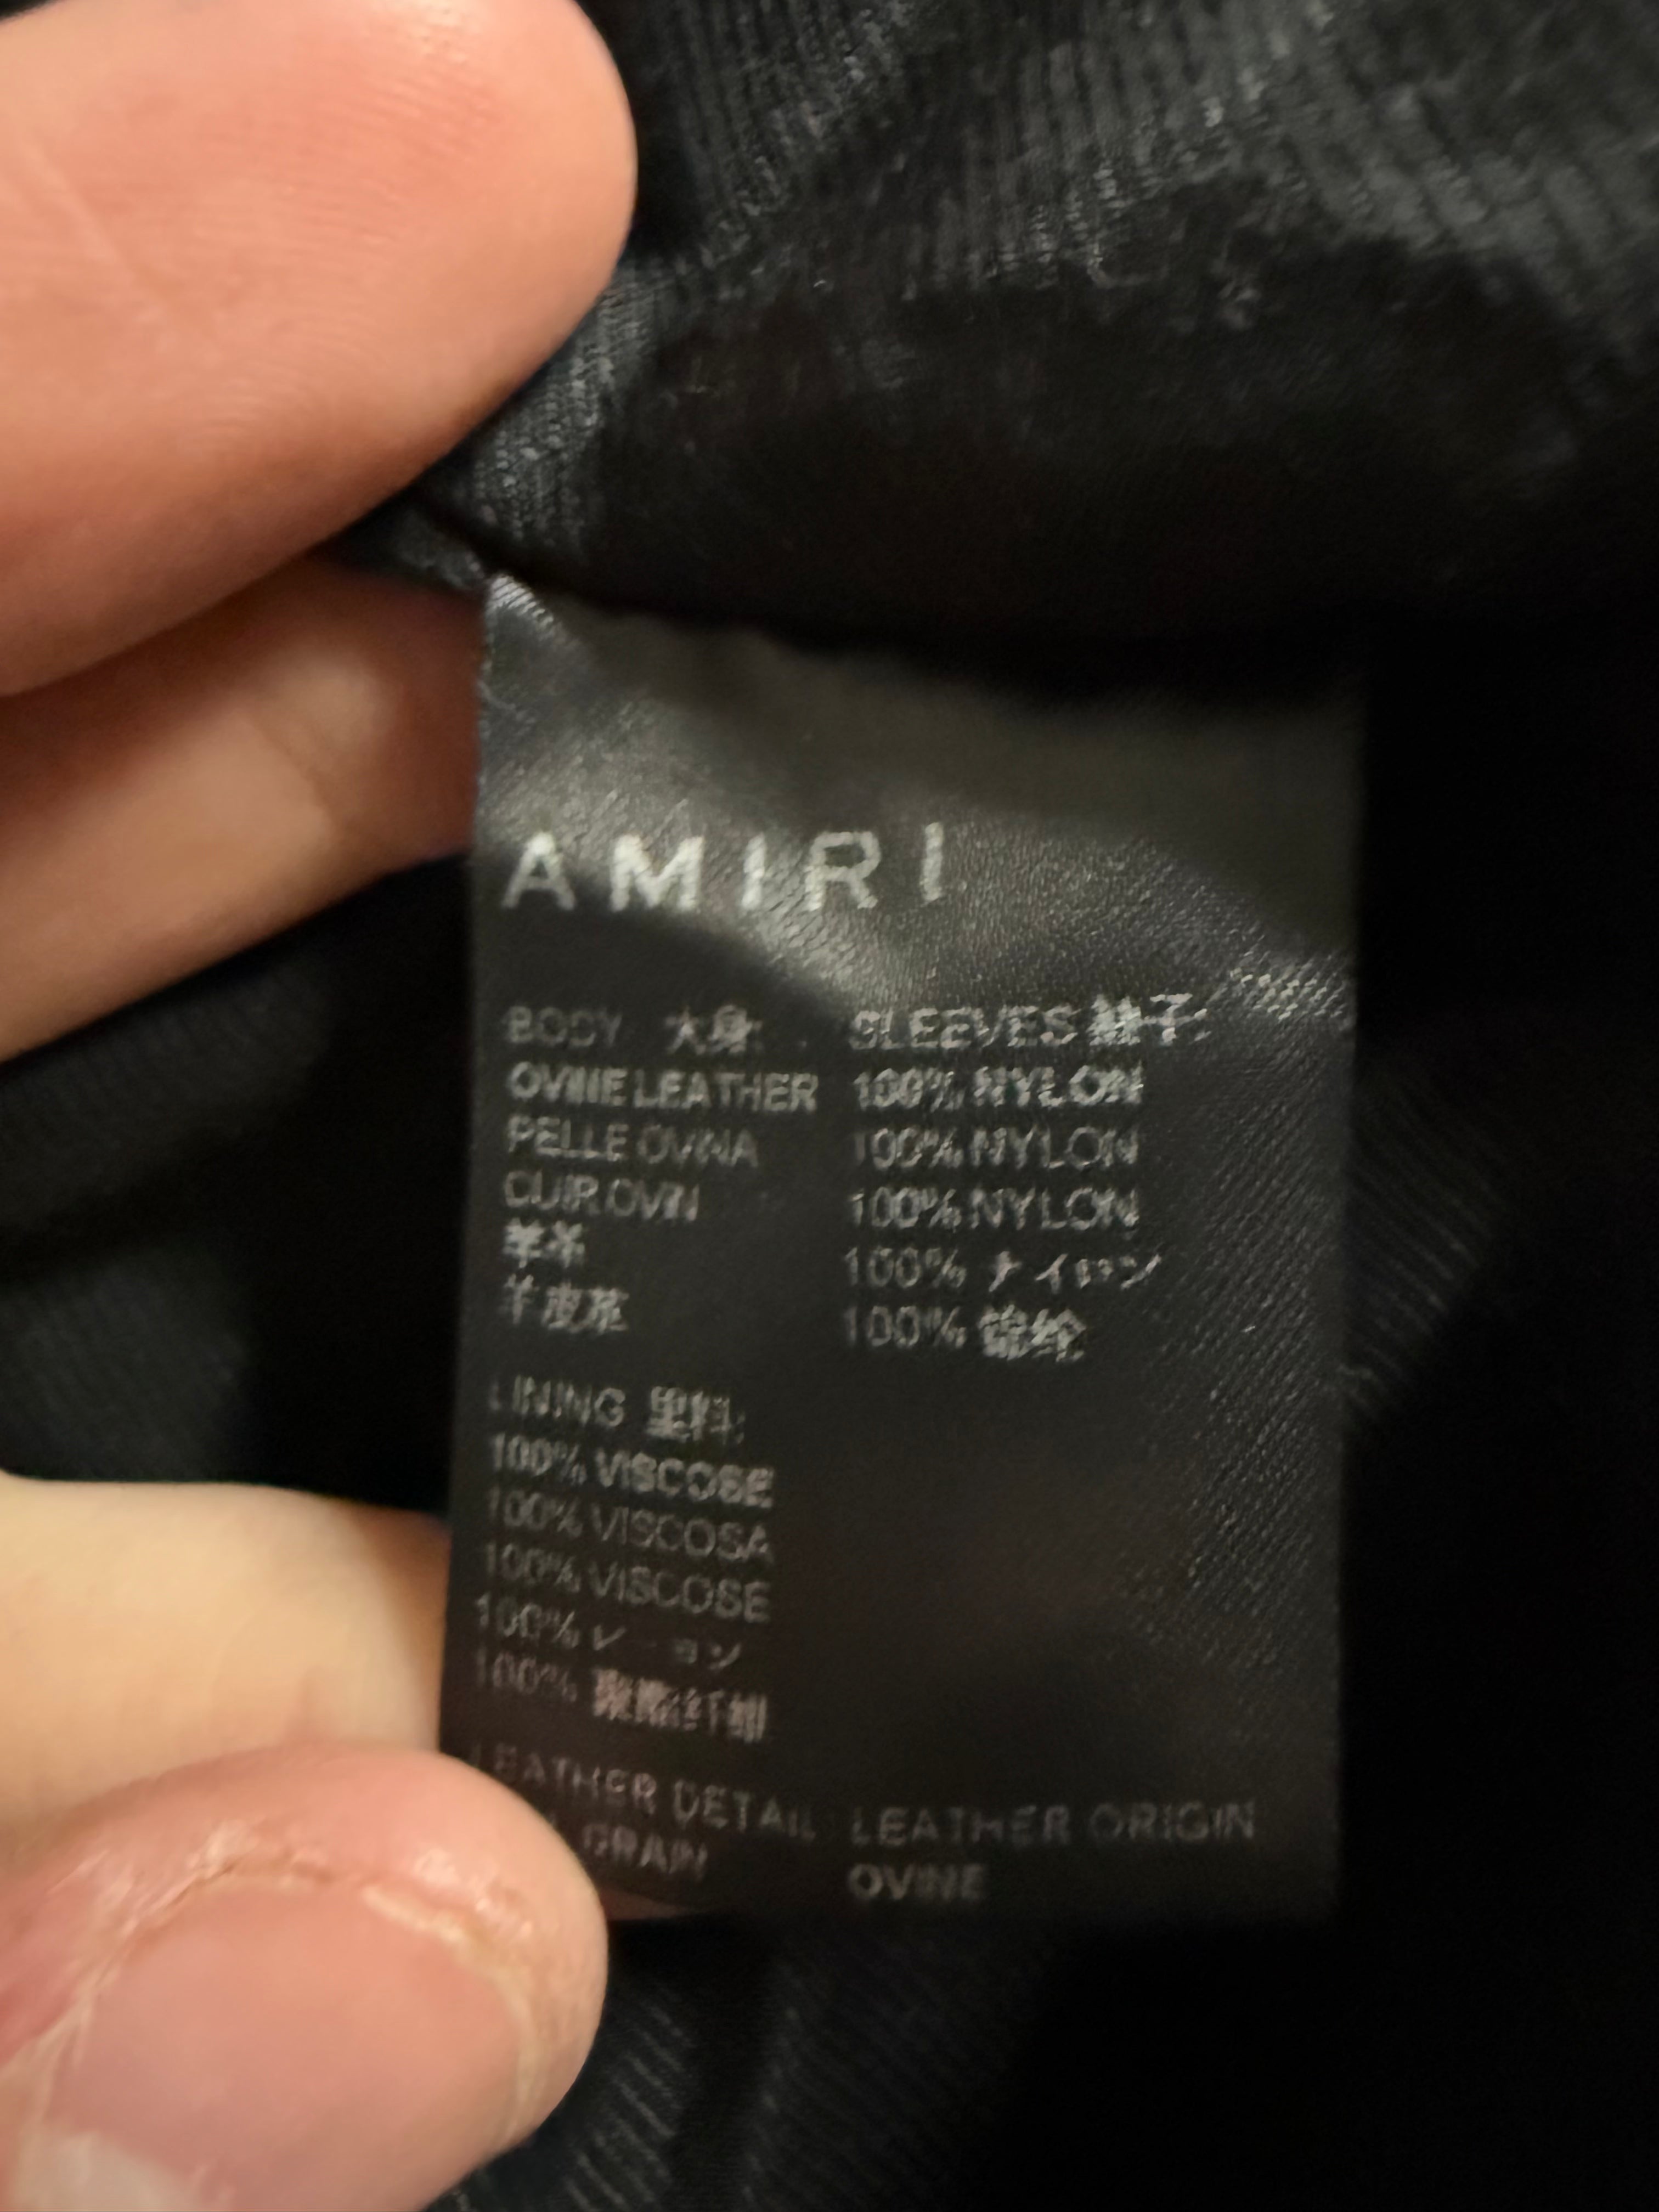 AMIRI
BODY 大身:
OVINE LEATHER
PELLE OVINA
CUIR OVIN
羊革
羊皮革
SLEEVES 袖子:
100% NYLON
100% NYLON
100% NYLON
100% ナイロン
100% 锦纶
LINING 里料:
100% VISCOSE
100% VISCOSA
100% VISCOSE
100% レーヨン
100%
LEATHER DETAIL
GRAIN
LEATHER ORIGIN
OVINE